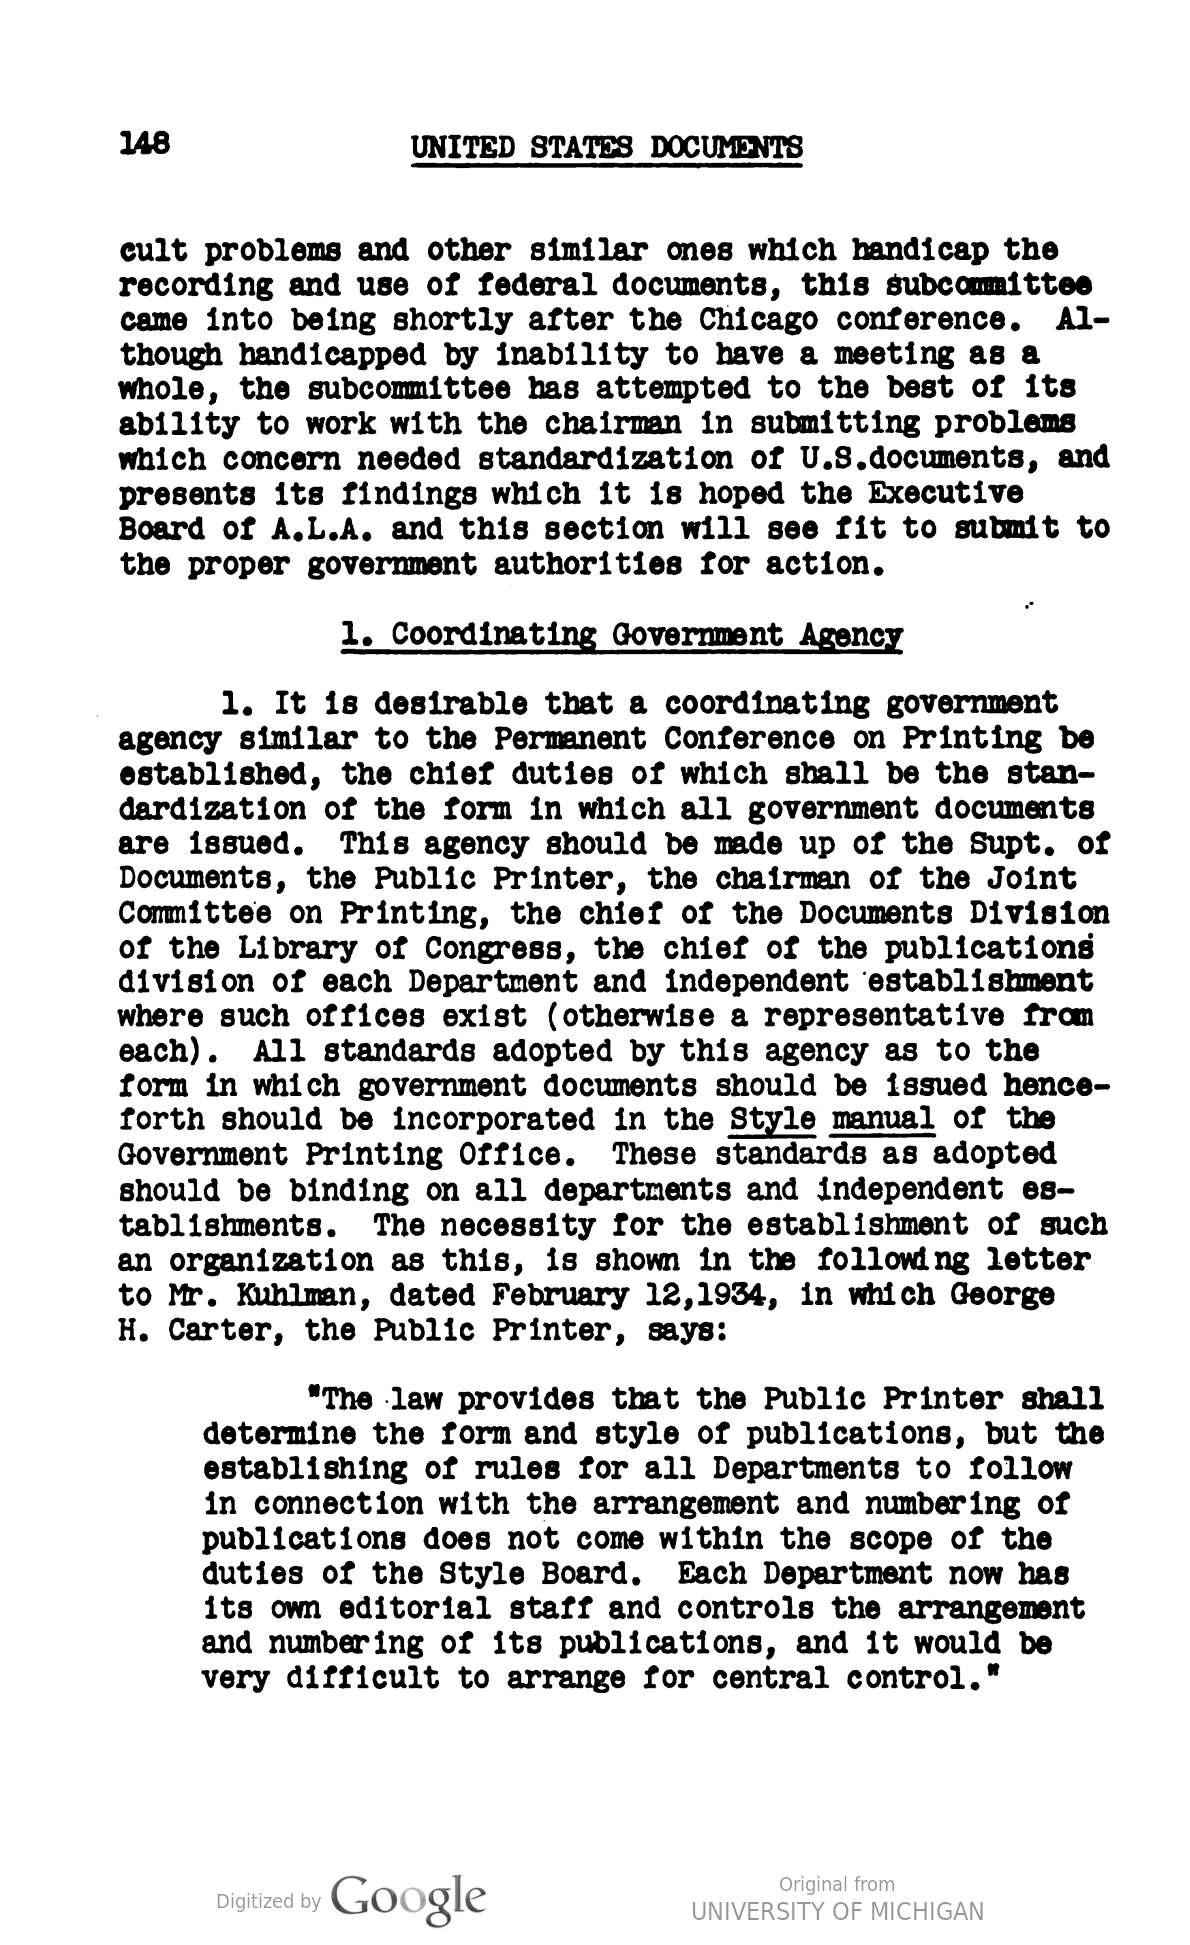 148
UNITED STATES DOCUMENTS
cult problems and other similar ones which handicap the
recording and use of federal documents, this subcommittee
came into being shortly after the Chicago conference. Al-
though handicapped by inability to have a meeting as a
whole, the subcommittee has attempted to the best of its
ability to work with the chairman in submitting problems
which concern needed standardization of U.S.documents, and
presents its findings which it is hoped the Executive
Board of A.L.A. and this section will see fit to submit to
the proper government authorities for action.
1. Coordinating Government Agency
1. It is desirable that a coordinating government
agency similar to the Permanent Conference on Printing be
established, the chief duties of which shall be the stan-
dardization of the form in which all government documents
are issued. This agency should be made up of the Supt. of
Documents, the Public Printer, the chairman of the Joint
Committee on Printing, the chief of the Documents Division
of the Library of Congress, the chief of the publications
division of each Department and independent establishment
where such offices exist (otherwise a representative from
each). All standards adopted by this agency as to the
form in which government documents should be issued hence-
forth should be incorporated in the Style manual of the
Government Printing Office. These standards as adopted
should be binding on all departments and independent es-
tablishments. The necessity for the establishment of such
an organization as this, is shown in the following letter
to Mr. Kuhlman, dated February 12,1934, in which George
H. Carter, the Public Printer, says:
"The law provides that the Public Printer shall
determine the form and style of publications, but the
establishing of rules for all Departments to follow
in connection with the arrangement and numbering of
publications does not come within the scope of the
duties of the Style Board. Each Department now has
its own editorial staff and controls the arrangement
and numbering of its publications, and it would be
very difficult to arrange for central control."
Digitized by Google
Original from
UNIVERSITY OF MICHIGAN